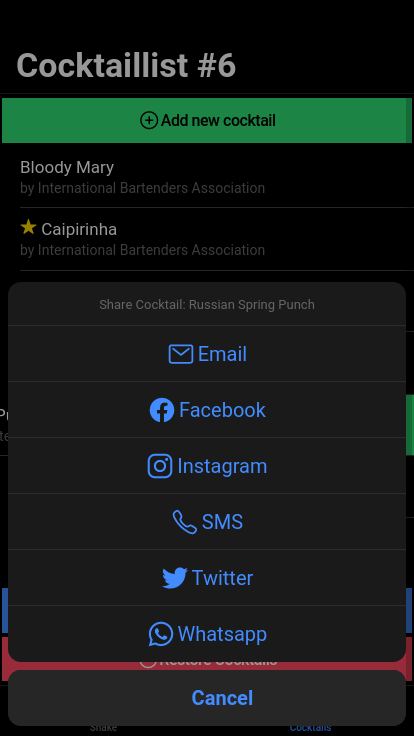 Cocktaillist #6
Add new cocktail
Bloody Mary
by International Bartenders Association
Caipirinha
by International Bartenders Association
Share Cocktail: Russian Spring Punch
Email
Facebook
Instagram
SMS
Twitter
Whatsapp
Restore Cocktails
Cancel
Shake
Cocktails